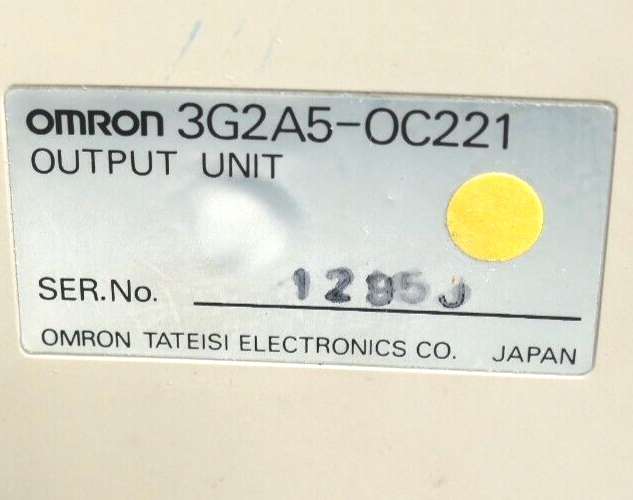 OMRON 3G2A5-OC221
OUTPUT UNIT
SER.No. 1285J
OMRON TATEISI ELECTRONICS CO. JAPAN